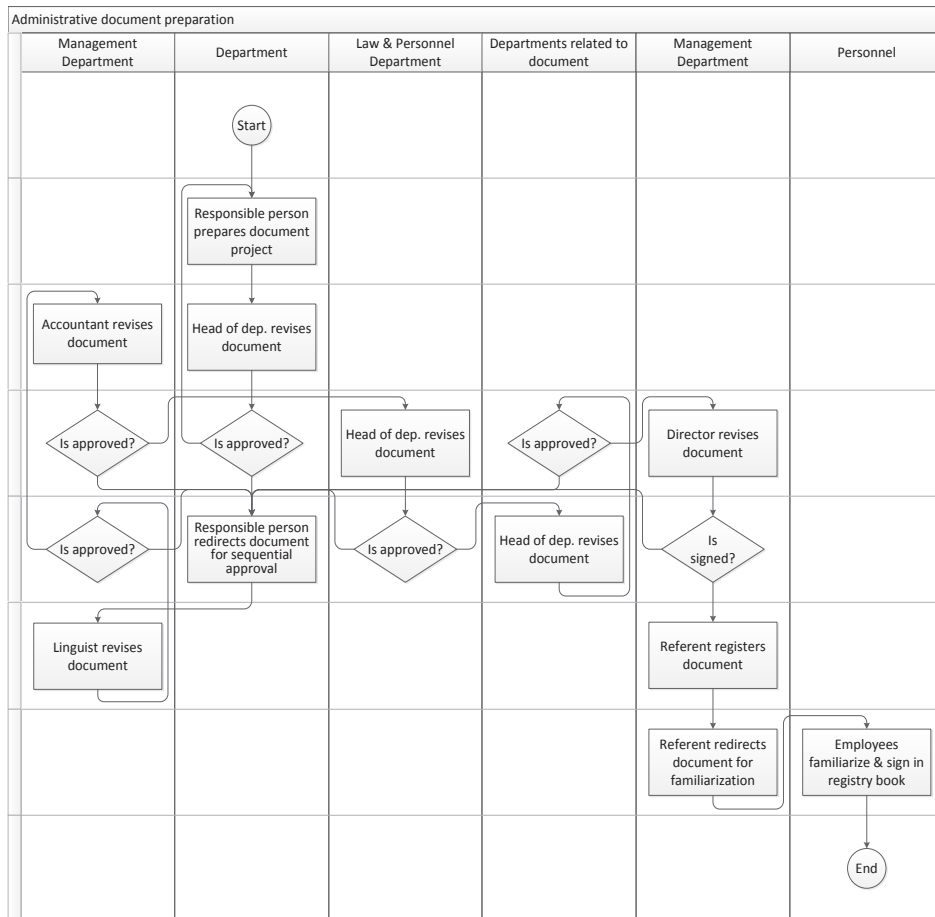 Administrative document preparation
Management
Department
Department
Law & Personnel
Department
Departments related to
document
Management
Department
Personnel
Start
Responsible person
prepares document
project
Accountant revises
document
Head of dep. revises
document
Is approved?
Is approved?
Head of dep. revises
document
Is approved?
Director revises
document
Is approved?
Responsible person
redirects document
for sequential
approval
Is approved?
Head of dep. revises
document
Is
signed?
Linguist revises
document
Referent registers
document
Referent redirects
document for
familiarization
Employees
familiarize & sign in
registry book
End